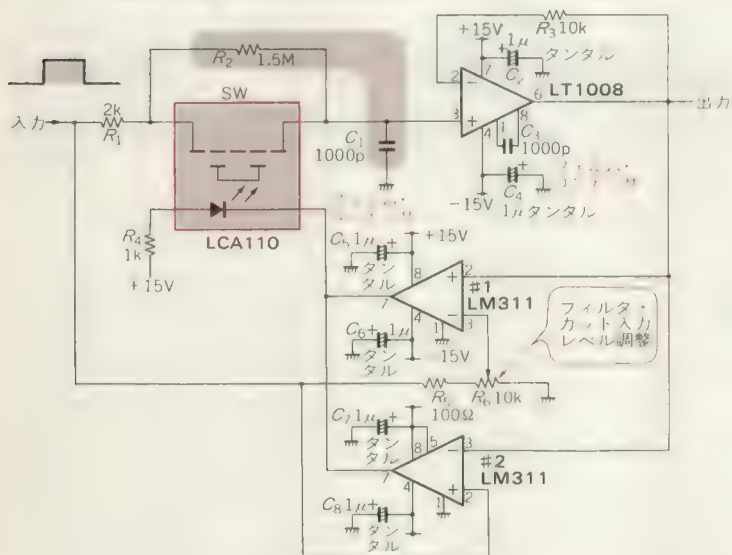 R₃ 10k
+15V
1μ
タンタル
C₂
R₂
1.5M
SW
2
7
6
LT1008
出力
入力
2k
R₁
3
+
4
1
8
C₃
1000p
C₁
1000p
−15V
C₄
1μタンタル
R₄
1k
+15V
LCA110
C₅ 1μ
+15V
タンタル
8
2
#1
LM311
7
3
4
1
C₆ 1μ
タンタル
15V
フィルタ・
カット入力
レベル調整
R₅
100Ω
R₆ 10k
C₇ 1μ
タンタル
8
5
3
#2
LM311
7
4
1
2
C₈ 1μ
タンタル